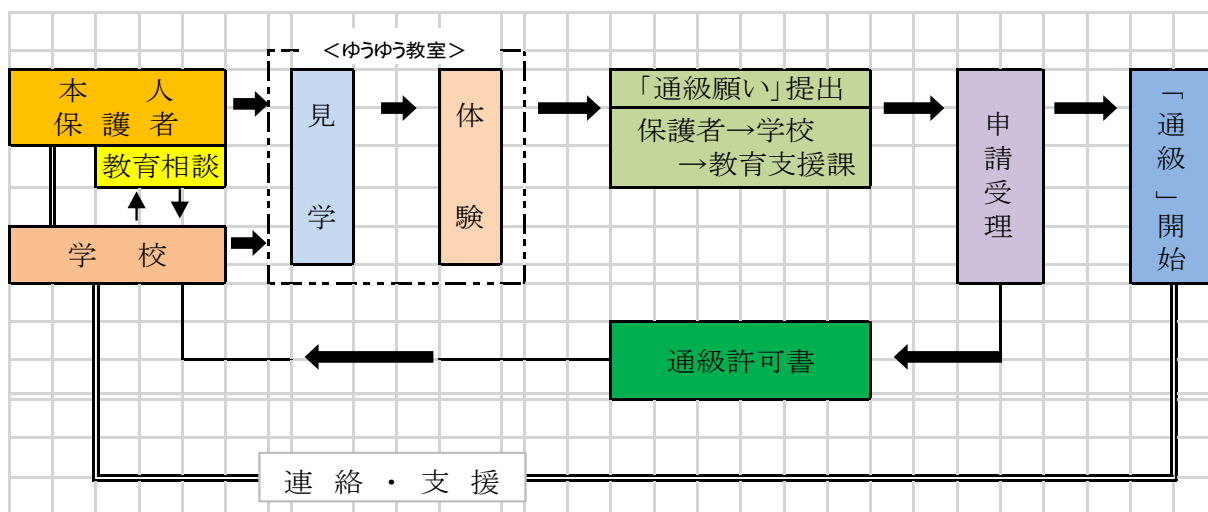 ＜ゆうゆう教室＞
本人
保護者
教育相談
学校
見学
体験
「通級願い」提出
保護者→学校
→教育支援課
申請受理
「通級」開始
通級許可書
連絡・支援